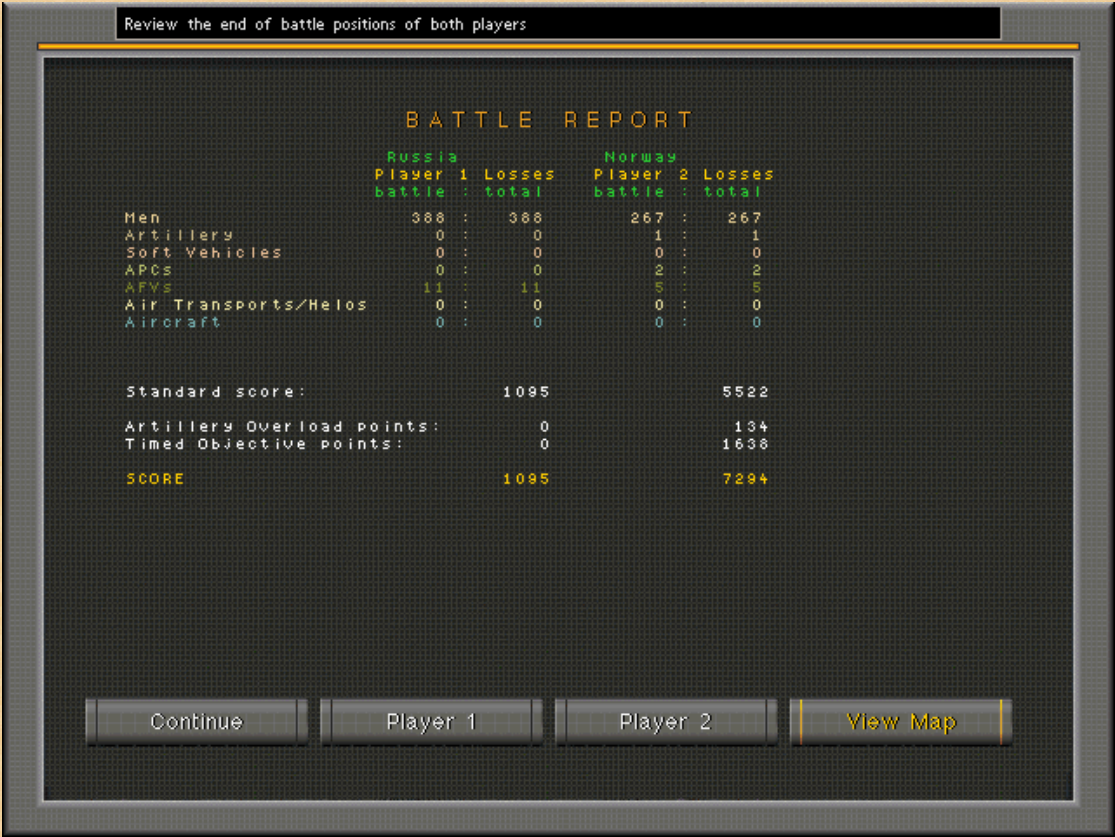 Review the end of battle positions of both players
BATTLE REPORT
Russia Norway
Player 1 Losses Player 2 Losses
battle : total battle : total
Men 388 : 388 267 : 267
Artillery 0 : 0 1 : 1
Soft Vehicles 0 : 0 0 : 0
APCs 0 : 0 2 : 2
AFVs 11 : 11 5 : 5
Air Transports/Helos 0 : 0 0 : 0
Aircraft 0 : 0 0 : 0
Standard score: 1095 5522
Artillery Overload points: 0 134
Timed Objective points: 0 1638
SCORE 1095 7294
Continue Player 1 Player 2 View Map